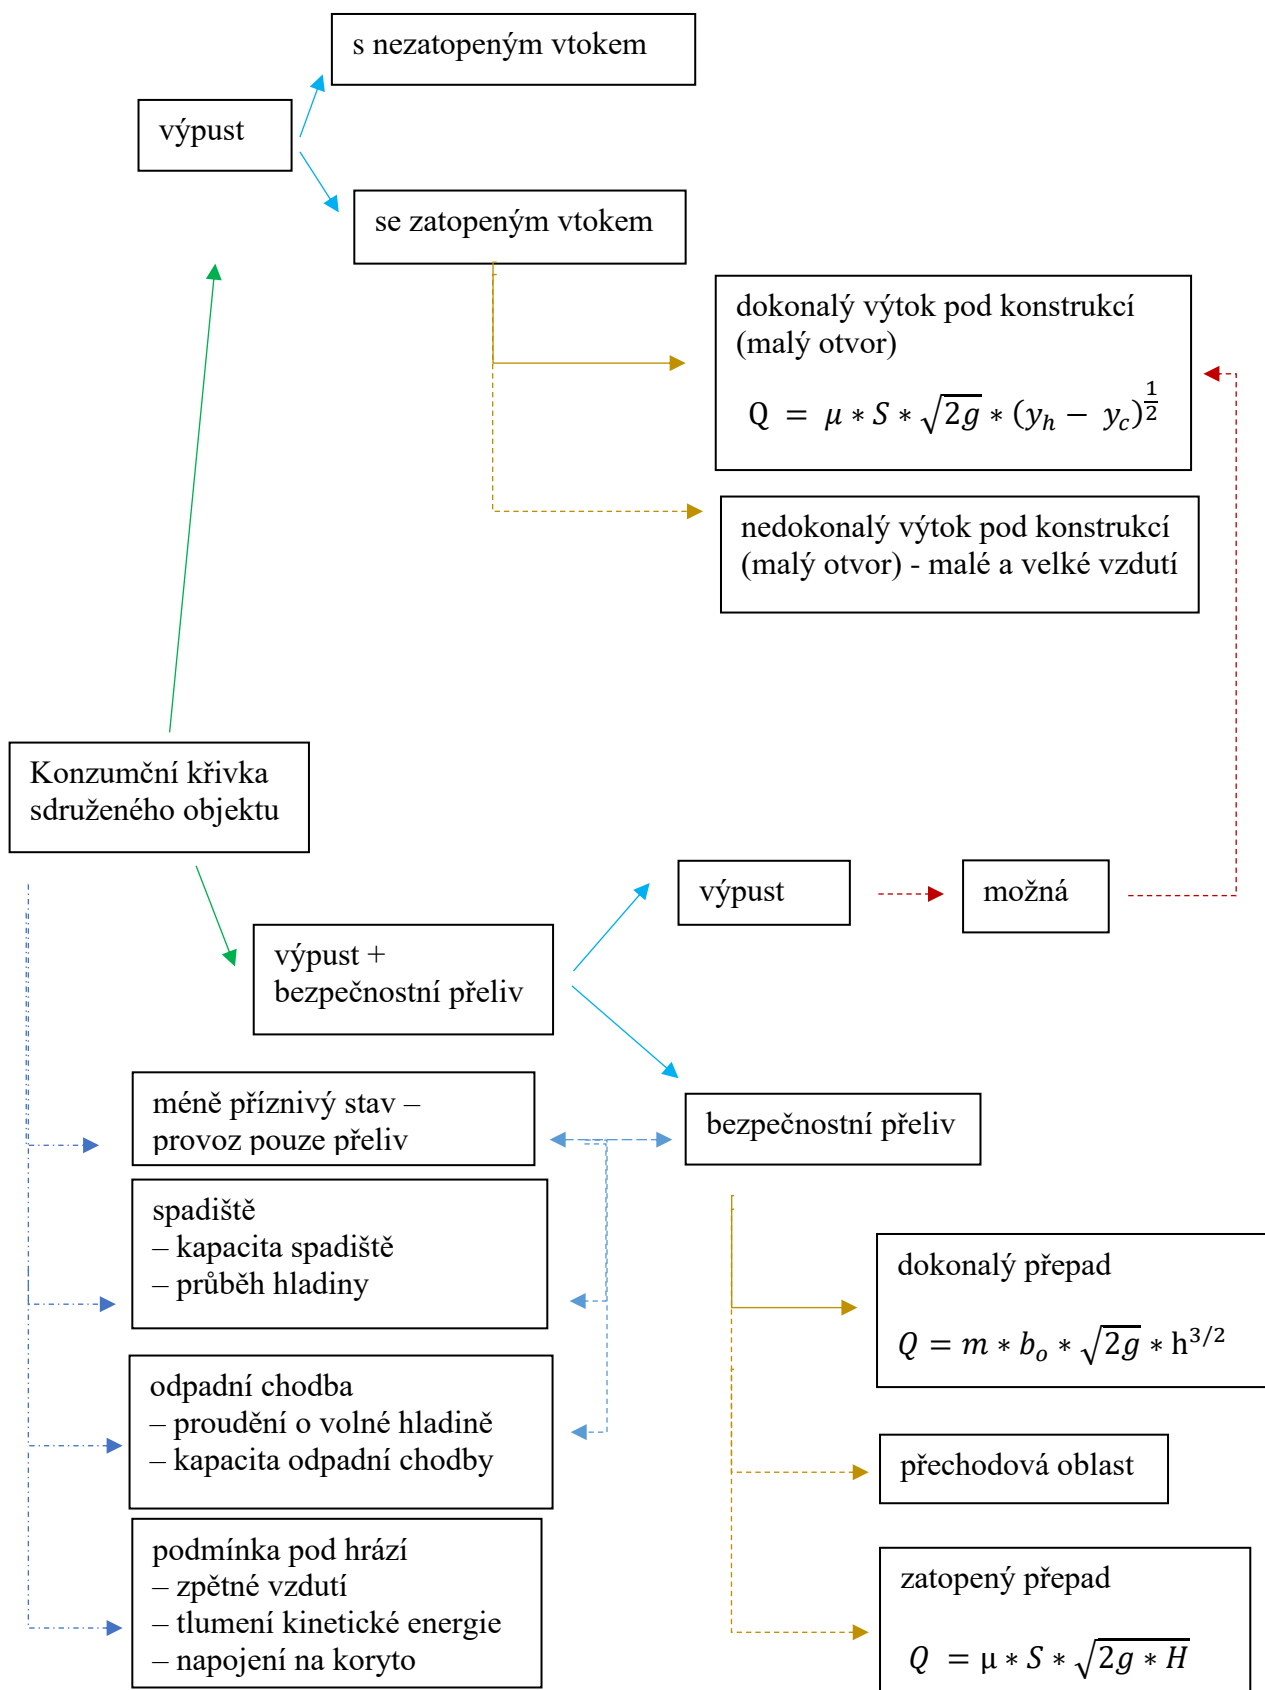 s nezatopeným vtokem
výpust
se zatopeným vtokem
dokonalý výtok pod konstrukcí
(malý otvor)
Q = μ * S * √2g * (y_h − y_c)^{1/2}
nedokonalý výtok pod konstrukcí
(malý otvor) - malé a velké vzdutí
Konzumční křivka
sdruženého objektu
výpust
možná
výpust +
bezpečnostní přeliv
méně příznivý stav –
provoz pouze přeliv
bezpečnostní přeliv
spadiště
– kapacita spadiště
– průběh hladiny
dokonalý přepad
Q = m * b_o * √2g * h^{3/2}
odpadní chodba
– proudění o volné hladině
– kapacita odpadní chodby
přechodová oblast
podmínka pod hrází
– zpětné vzdutí
– tlumení kinetické energie
– napojení na koryto
zatopený přepad
Q = μ * S * √2g * H